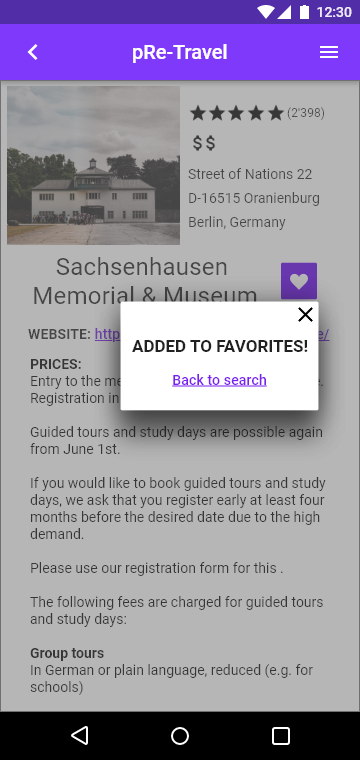 12:30
pRe-Travel
(2'398)
$$
Street of Nations 22
D-16515 Oranienburg
Berlin, Germany
Sachsenhausen
Memorial & Museum
WEBSITE: http e/
ADDED TO FAVORITES!
Back to search
PRICES:
Entry to the me
Registration in
Guided tours and study days are possible again
from June 1st.
If you would like to book guided tours and study
days, we ask that you register early at least four
months before the desired date due to the high
demand.
Please use our registration form for this .
The following fees are charged for guided tours
and study days:
Group tours
In German or plain language, reduced (e.g. for
schools)